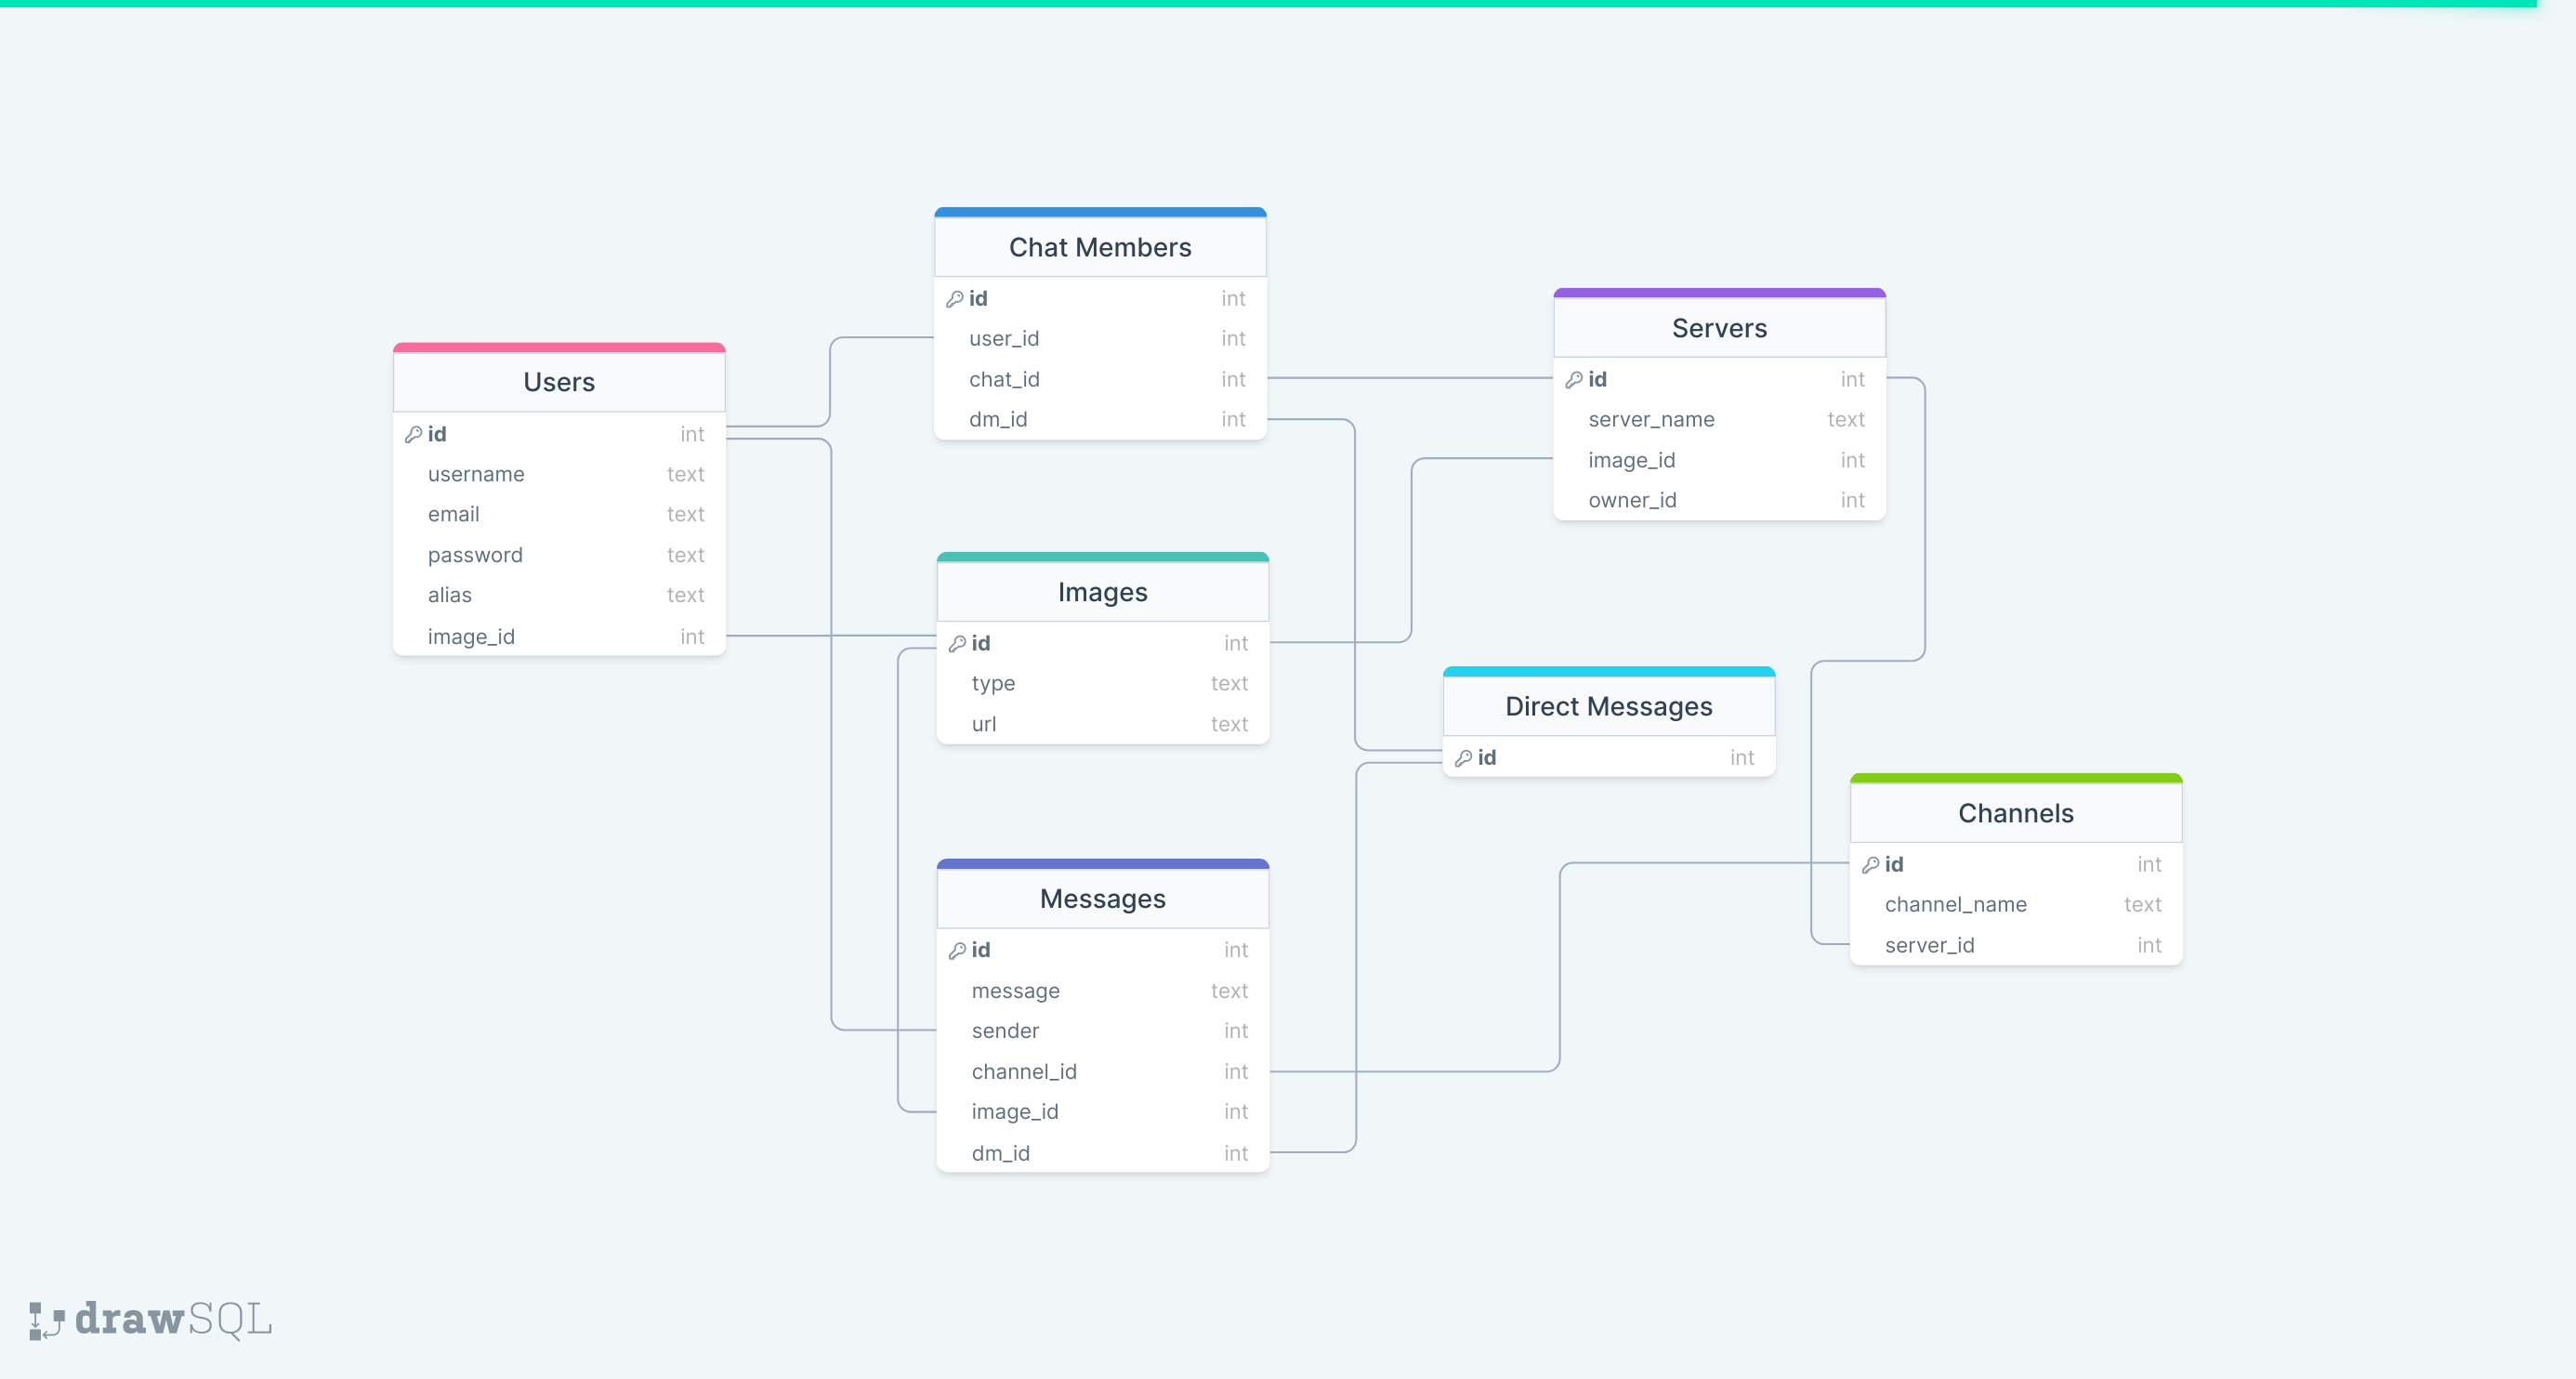 Chat Members
id int
user_id int
chat_id int
dm_id int
Servers
id int
server_name text
image_id int
owner_id int
Users
id int
username text
email text
password text
alias text
image_id int
Images
id int
type text
url text
Direct Messages
id int
Channels
id int
channel_name text
server_id int
Messages
id int
message text
sender int
channel_id int
image_id int
dm_id int
drawSQL